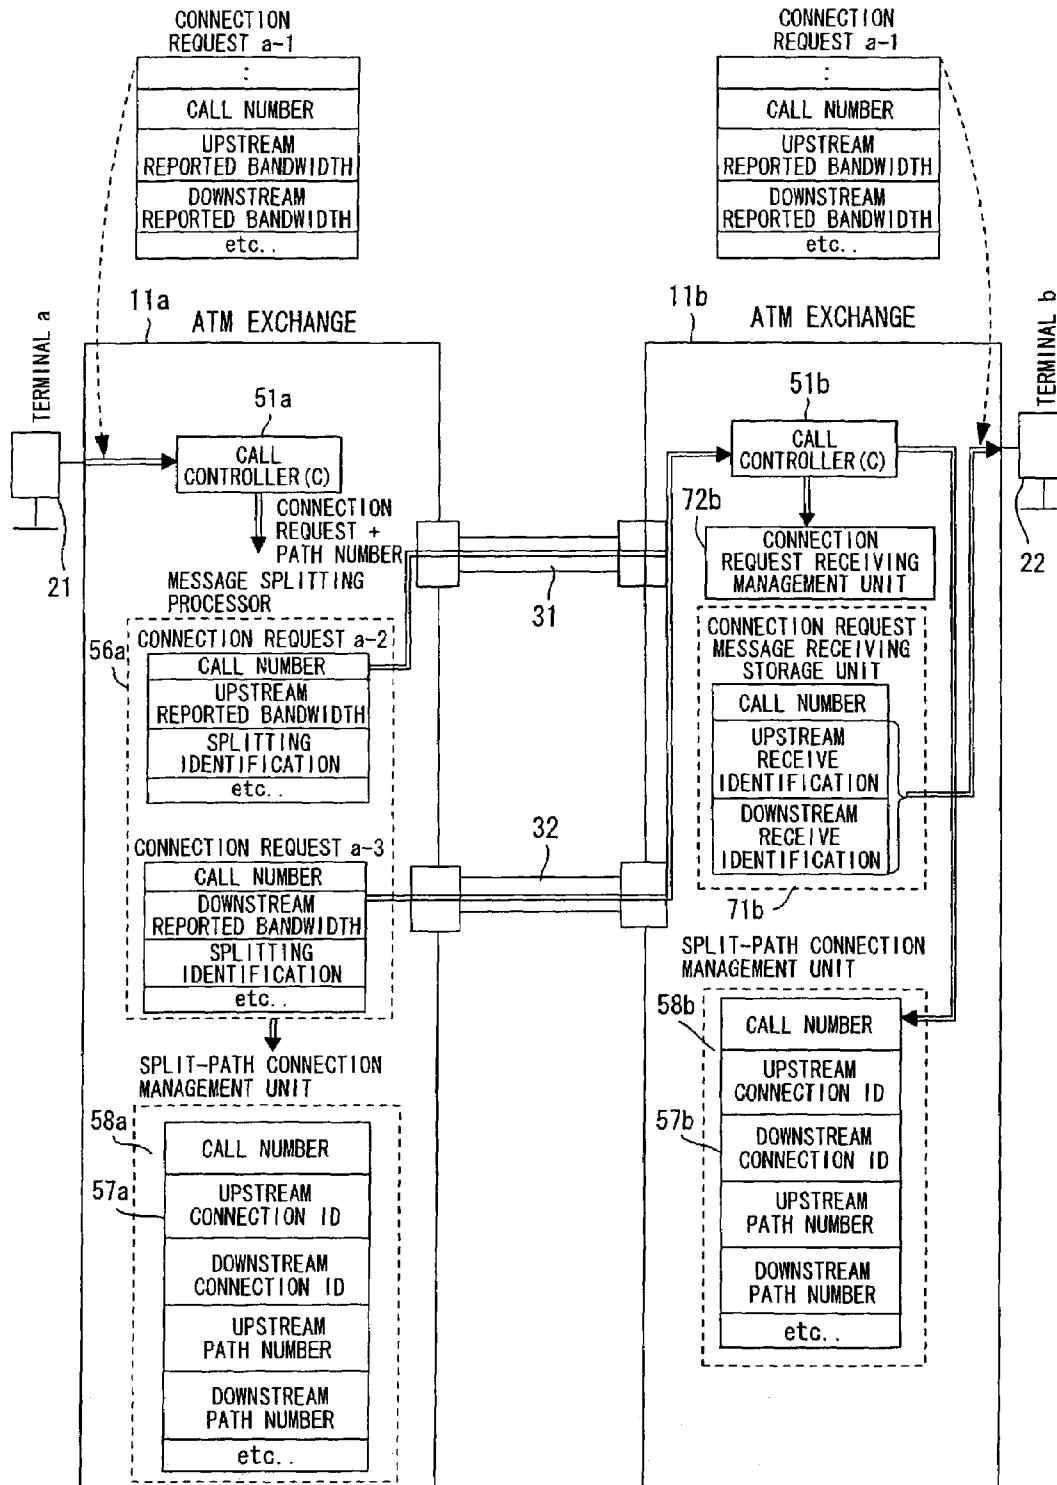 CONNECTION
REQUEST a-1
:
CALL NUMBER
UPSTREAM
REPORTED BANDWIDTH
DOWNSTREAM
REPORTED BANDWIDTH
etc..
CONNECTION
REQUEST a-1
:
CALL NUMBER
UPSTREAM
REPORTED BANDWIDTH
DOWNSTREAM
REPORTED BANDWIDTH
etc..
11a
ATM EXCHANGE
TERMINAL a
21
51a
CALL
CONTROLLER(C)
CONNECTION
REQUEST +
PATH NUMBER
MESSAGE SPLITTING
PROCESSOR
56a
CONNECTION REQUEST a-2
CALL NUMBER
UPSTREAM
REPORTED BANDWIDTH
SPLITTING
IDENTIFICATION
etc..
CONNECTION REQUEST a-3
CALL NUMBER
DOWNSTREAM
REPORTED BANDWIDTH
SPLITTING
IDENTIFICATION
etc..
SPLIT-PATH CONNECTION
MANAGEMENT UNIT
58a
57a
CALL NUMBER
UPSTREAM
CONNECTION ID
DOWNSTREAM
CONNECTION ID
UPSTREAM
PATH NUMBER
DOWNSTREAM
PATH NUMBER
etc..
31
32
11b
ATM EXCHANGE
TERMINAL b
22
51b
CALL
CONTROLLER(C)
72b
CONNECTION
REQUEST RECEIVING
MANAGEMENT UNIT
CONNECTION REQUEST
MESSAGE RECEIVING
STORAGE UNIT
CALL NUMBER
UPSTREAM
RECEIVE
IDENTIFICATION
DOWNSTREAM
RECEIVE
IDENTIFICATION
71b
SPLIT-PATH CONNECTION
MANAGEMENT UNIT
58b
57b
CALL NUMBER
UPSTREAM
CONNECTION ID
DOWNSTREAM
CONNECTION ID
UPSTREAM
PATH NUMBER
DOWNSTREAM
PATH NUMBER
etc..